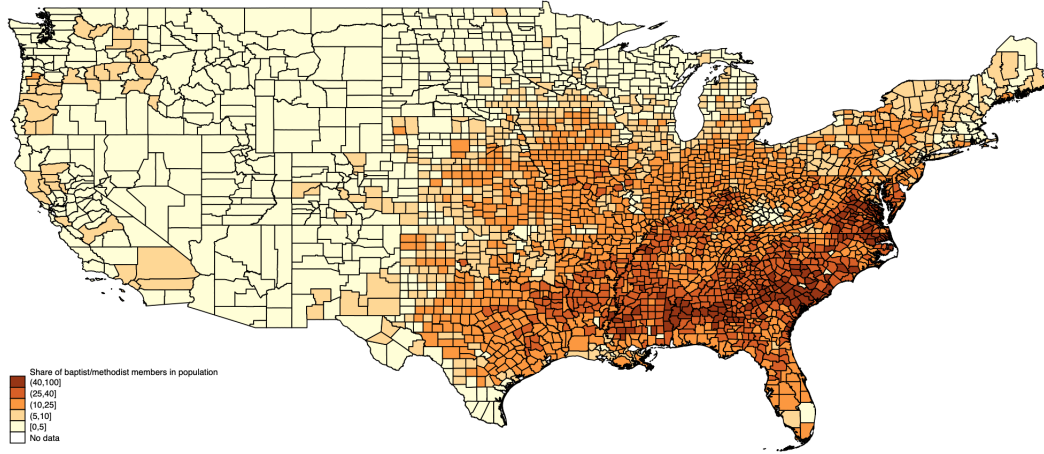 Share of baptist/methodist members in population
(40,100]
(25,40]
(10,25]
(5,10]
[0,5]
No data